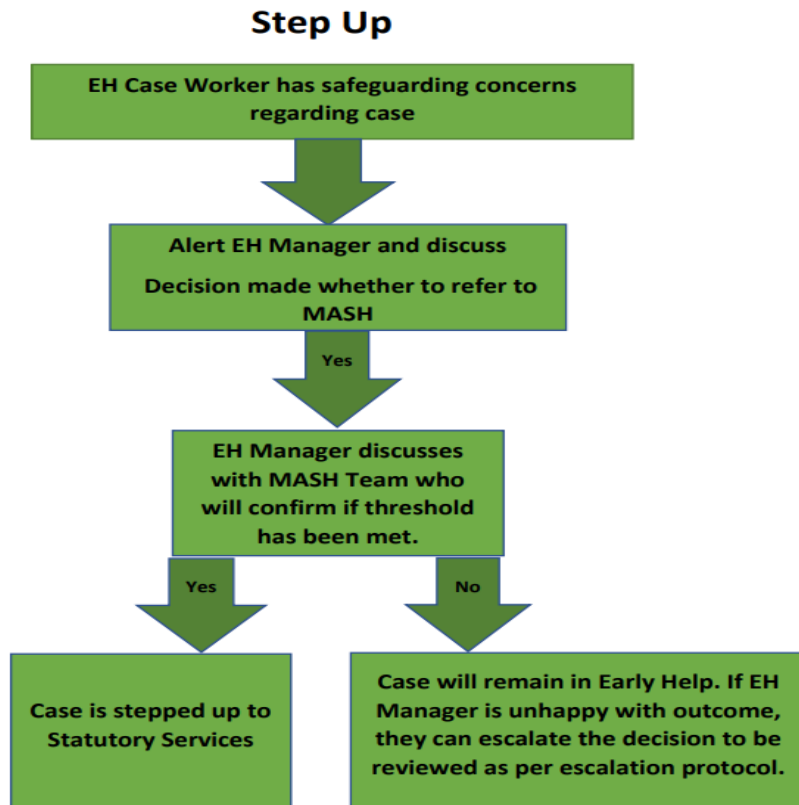 Step Up
EH Case Worker has safeguarding concerns
regarding case
Alert EH Manager and discuss
Decision made whether to refer to
MASH
Yes
EH Manager discusses
with MASH Team who
will confirm if threshold
has been met.
Yes
No
Case is stepped up to
Statutory Services
Case will remain in Early Help. If EH
Manager is unhappy with outcome,
they can escalate the decision to be
reviewed as per escalation protocol.